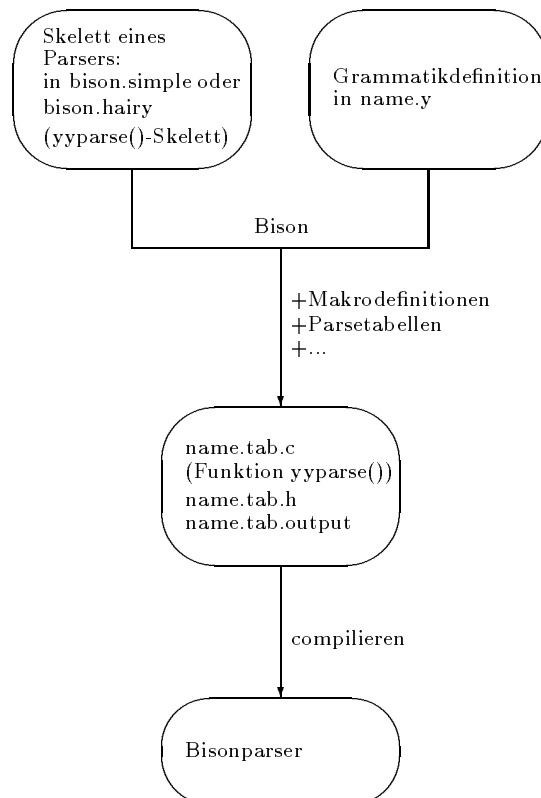 Skelett eines
Parsers:
in bison.simple oder
bison.hairy
(yyparse()-Skelett)
Grammatikdefinition
in name.y
Bison
+Makrodefinitionen
+Parsetabellen
+...
name.tab.c
(Funktion yyparse())
name.tab.h
name.tab.output
compilieren
Bisonparser